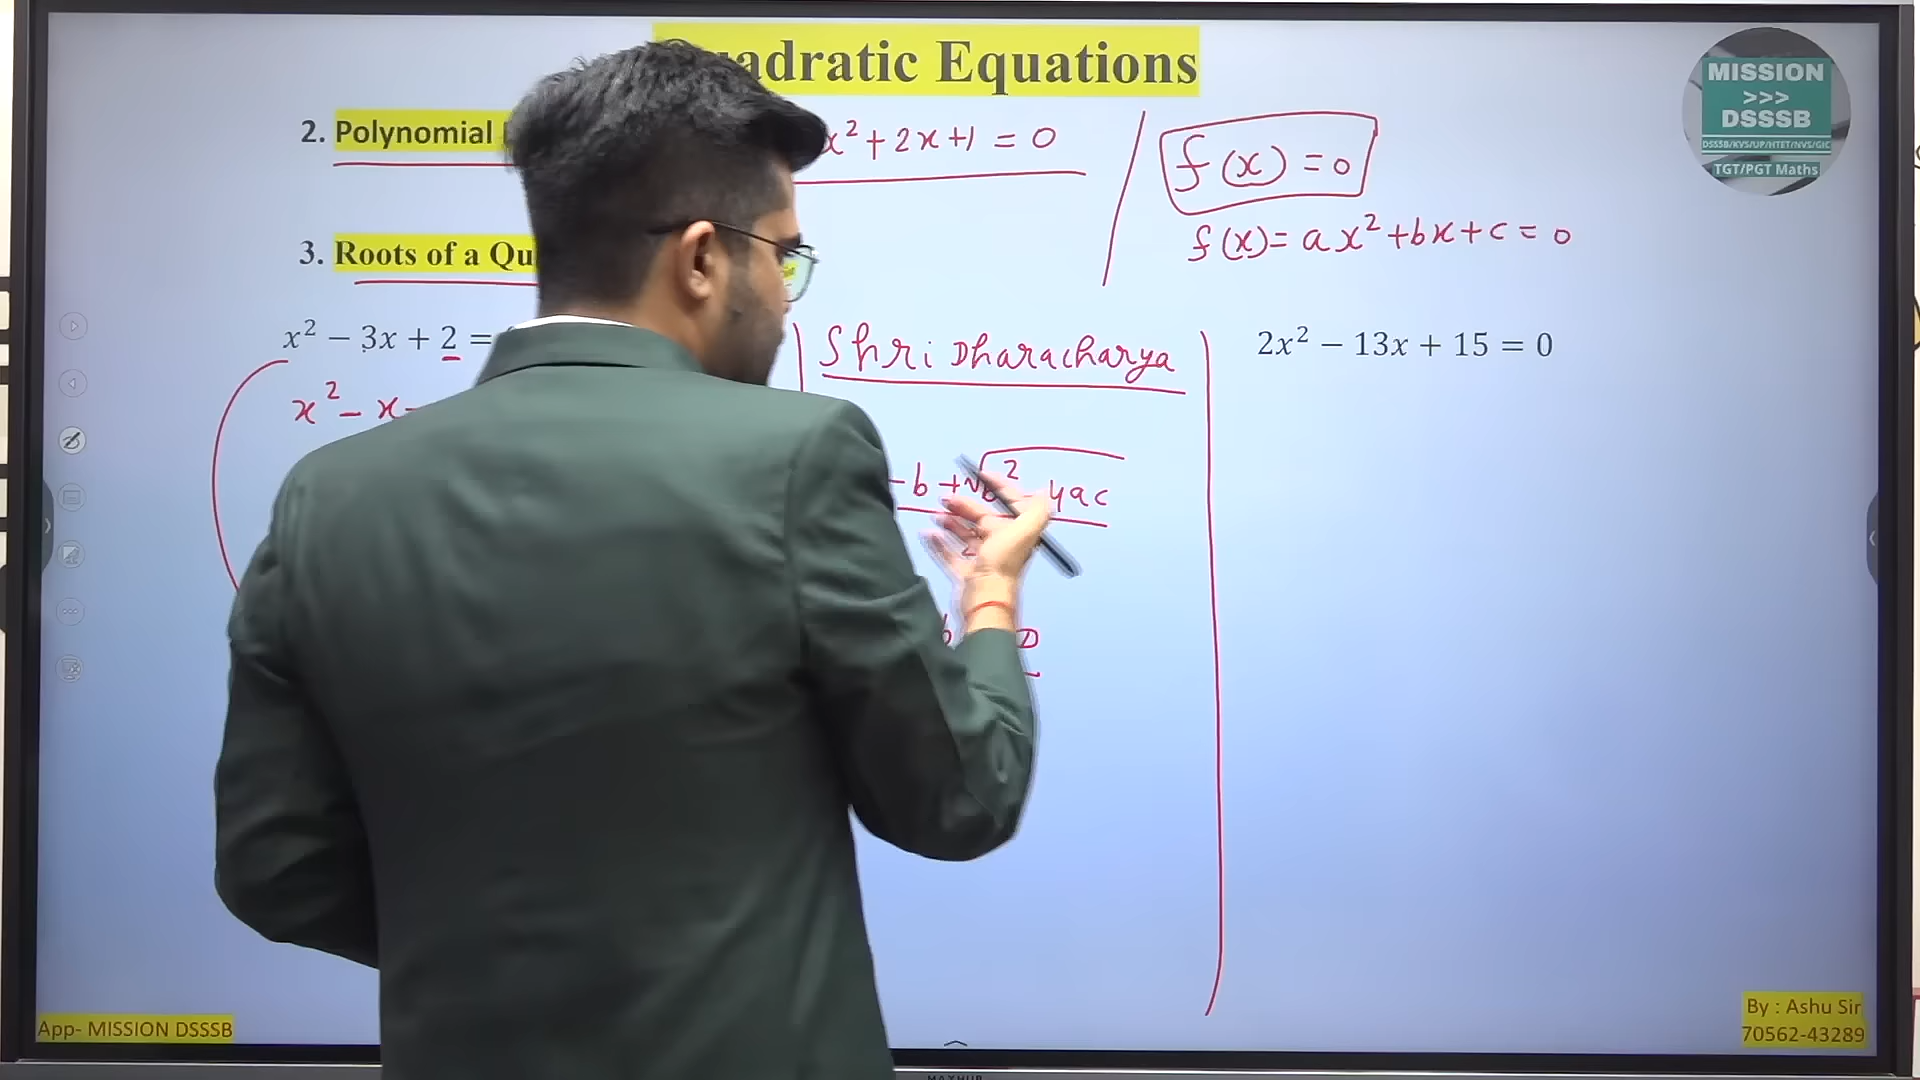 Quadratic Equations
2. Polynomial
x² + 2x + 1 = 0
f(x) = 0
f(x) = ax² + bx + c = 0
3. Roots of a Qu
x² − 3x + 2 =
x² − x −
Shri Dharacharya
-b + √b² - 4ac
2
b D
2x² − 13x + 15 = 0
MISSION
>>>
DSSSB
DSSSB/KVS/UP/HTET/NVS/GIC
TGT/PGT Maths
App- MISSION DSSSB
By : Ashu Sir
70562-43289